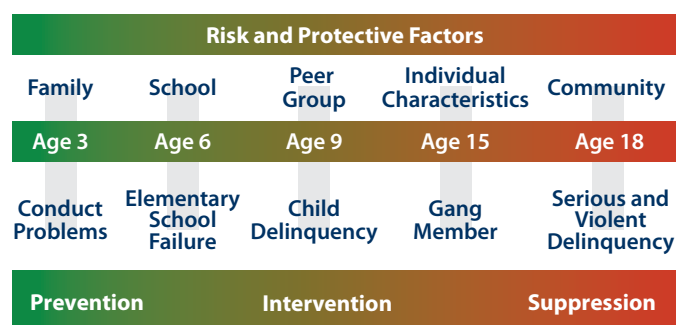 Risk and Protective Factors
Family
School
Peer
Group
Individual
Characteristics
Community
Age 3
Age 6
Age 9
Age 15
Age 18
Conduct
Problems
Elementary
School
Failure
Child
Delinquency
Gang
Member
Serious and
Violent
Delinquency
Prevention
Intervention
Suppression